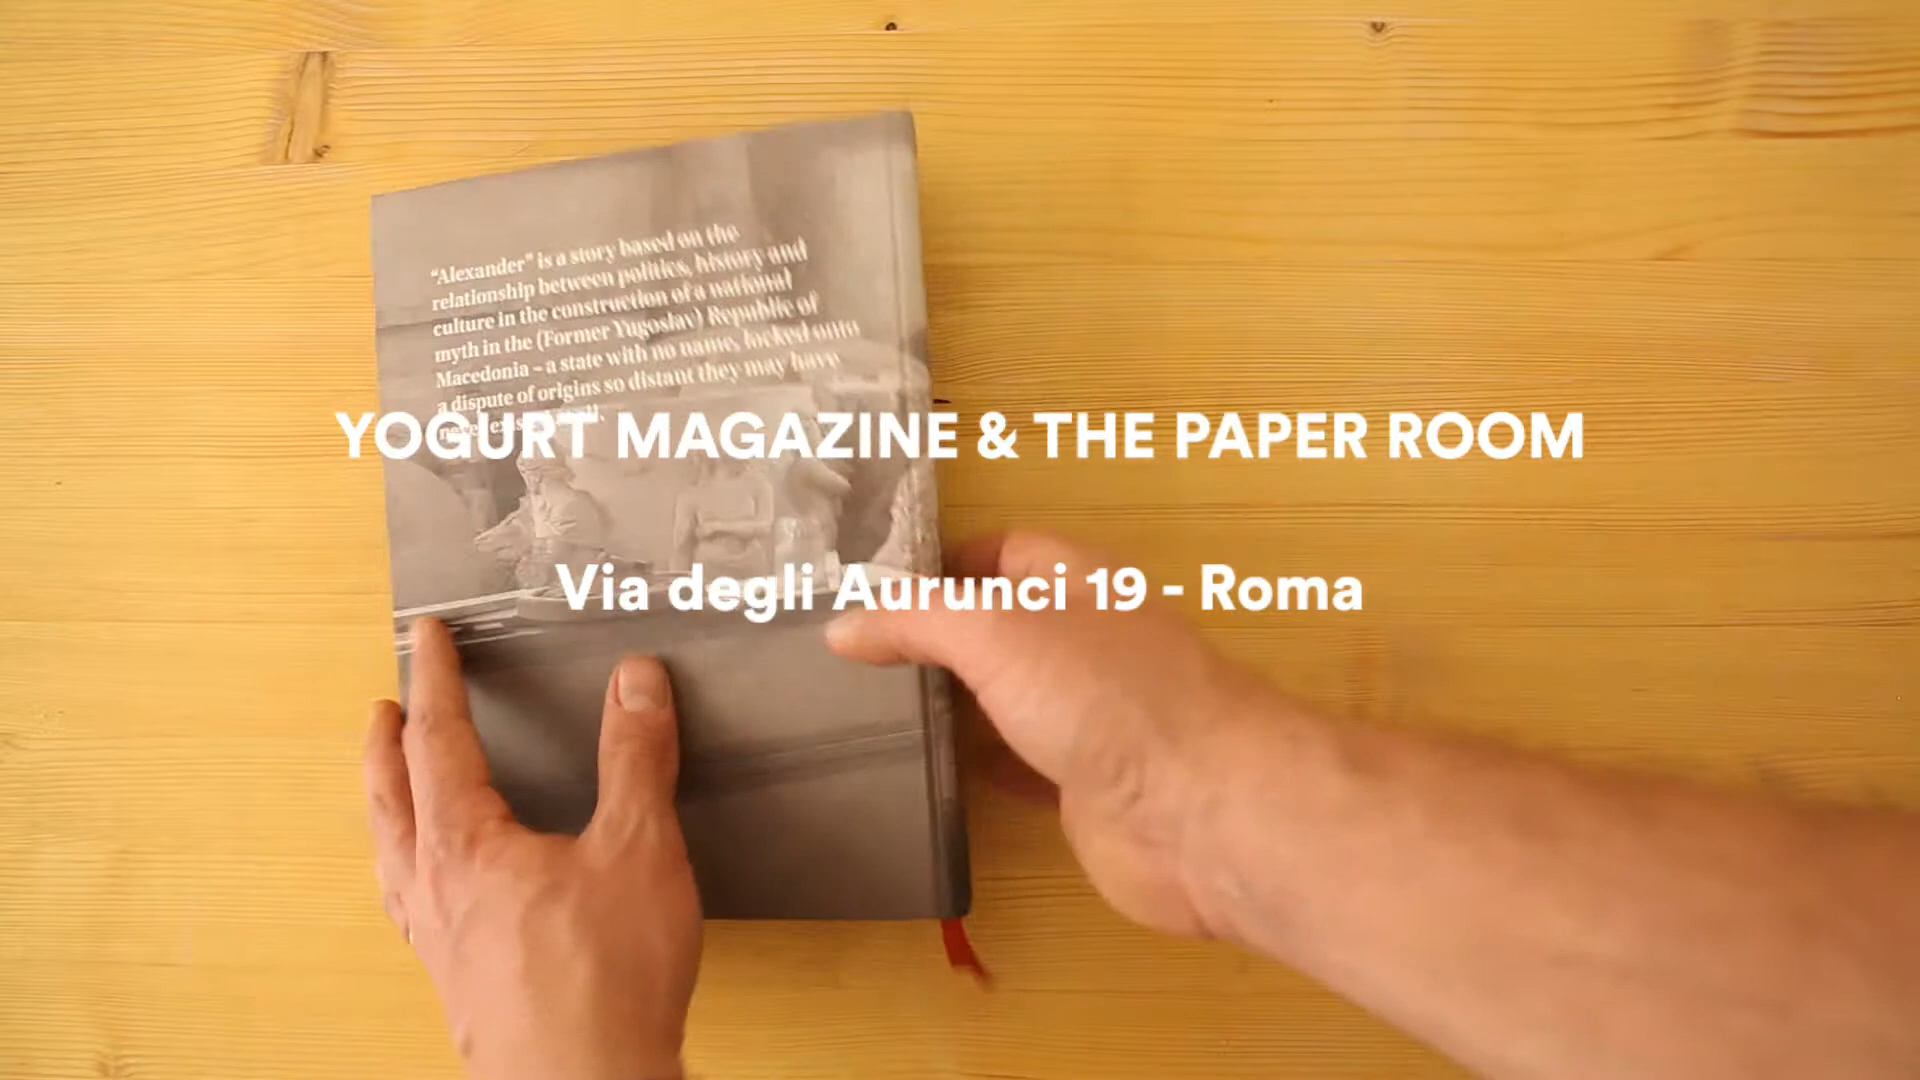 “Alexander” is a story based on the
relationship between politics, history and
culture in the construction of a national
myth in the (Former Yugoslav) Republic of
Macedonia – a state with no name, locked onto
a dispute of origins so distant they may have
YOGURT MAGAZINE & THE PAPER ROOM
Via degli Aurunci 19 - Roma